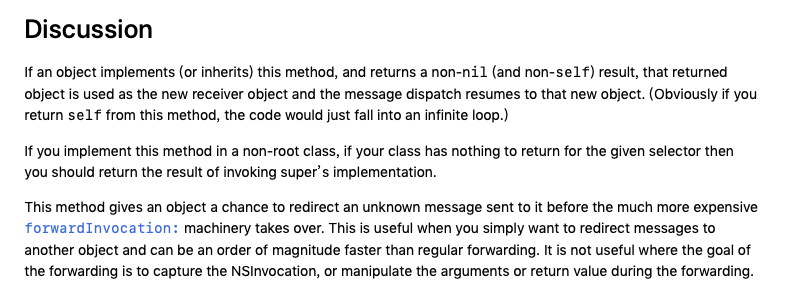 Discussion
If an object implements (or inherits) this method, and returns a non-nil (and non-self) result, that returned
object is used as the new receiver object and the message dispatch resumes to that new object. (Obviously if you
return self from this method, the code would just fall into an infinite loop.)
If you implement this method in a non-root class, if your class has nothing to return for the given selector then
you should return the result of invoking super’s implementation.
This method gives an object a chance to redirect an unknown message sent to it before the much more expensive
forwardInvocation: machinery takes over. This is useful when you simply want to redirect messages to
another object and can be an order of magnitude faster than regular forwarding. It is not useful where the goal of
the forwarding is to capture the NSInvocation, or manipulate the arguments or return value during the forwarding.